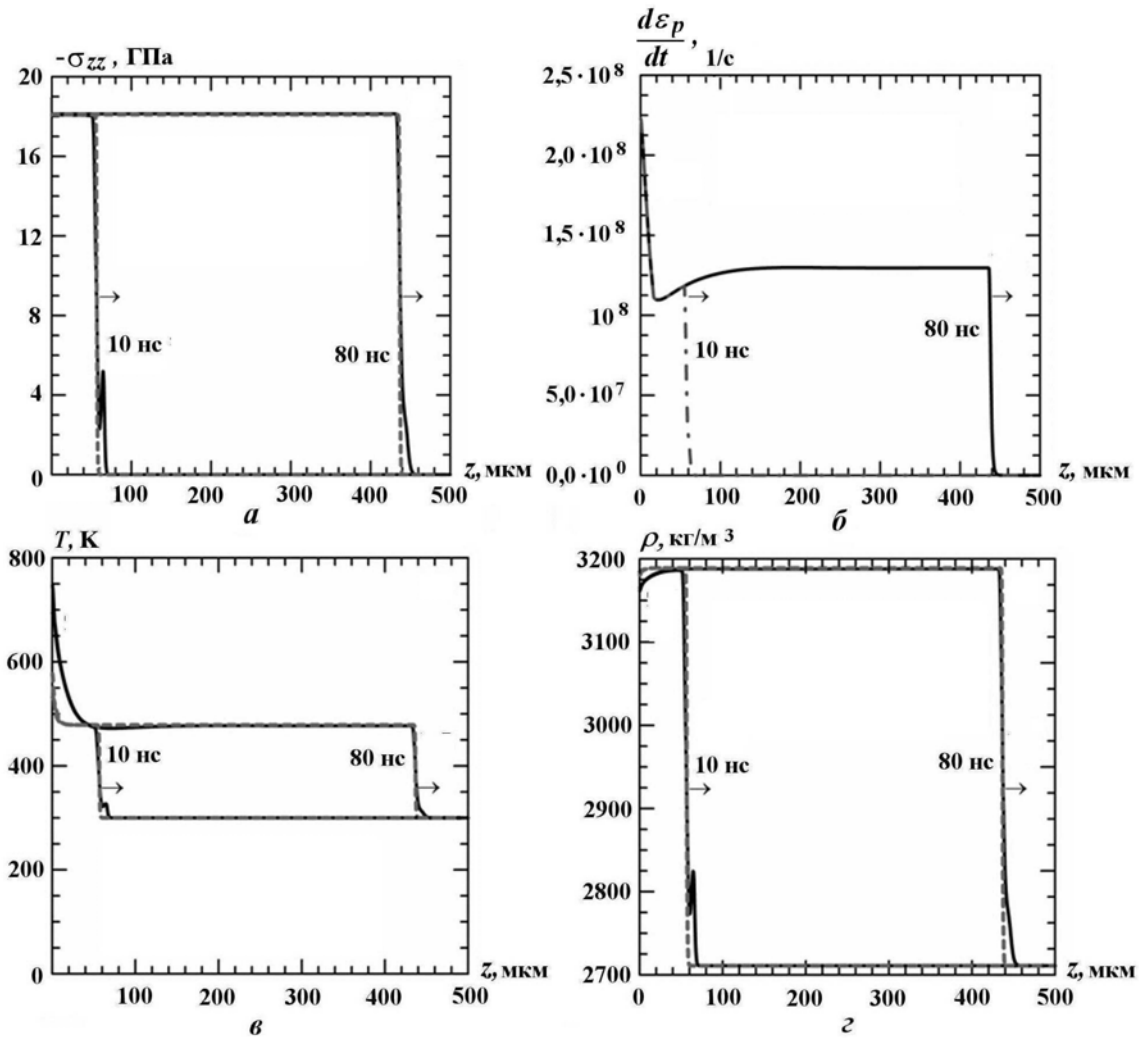 -σzz , ГПа
20
16
12
8
4
0
10 нс
80 нс
100 200 300 400 500
z, мкм
а
dεp/dt , 1/с
2,5·10⁸
2,0·10⁸
1,5·10⁸
10⁸
5,0·10⁷
0,0·10⁰
10 нс
80 нс
0 100 200 300 400 500
z, мкм
б
T, К
800
600
400
200
0
10 нс
80 нс
100 200 300 400 500
z, мкм
в
ρ, кг/м ³
3200
3100
3000
2900
2800
2700
10 нс
80 нс
0 100 200 300 400 500
z, мкм
г